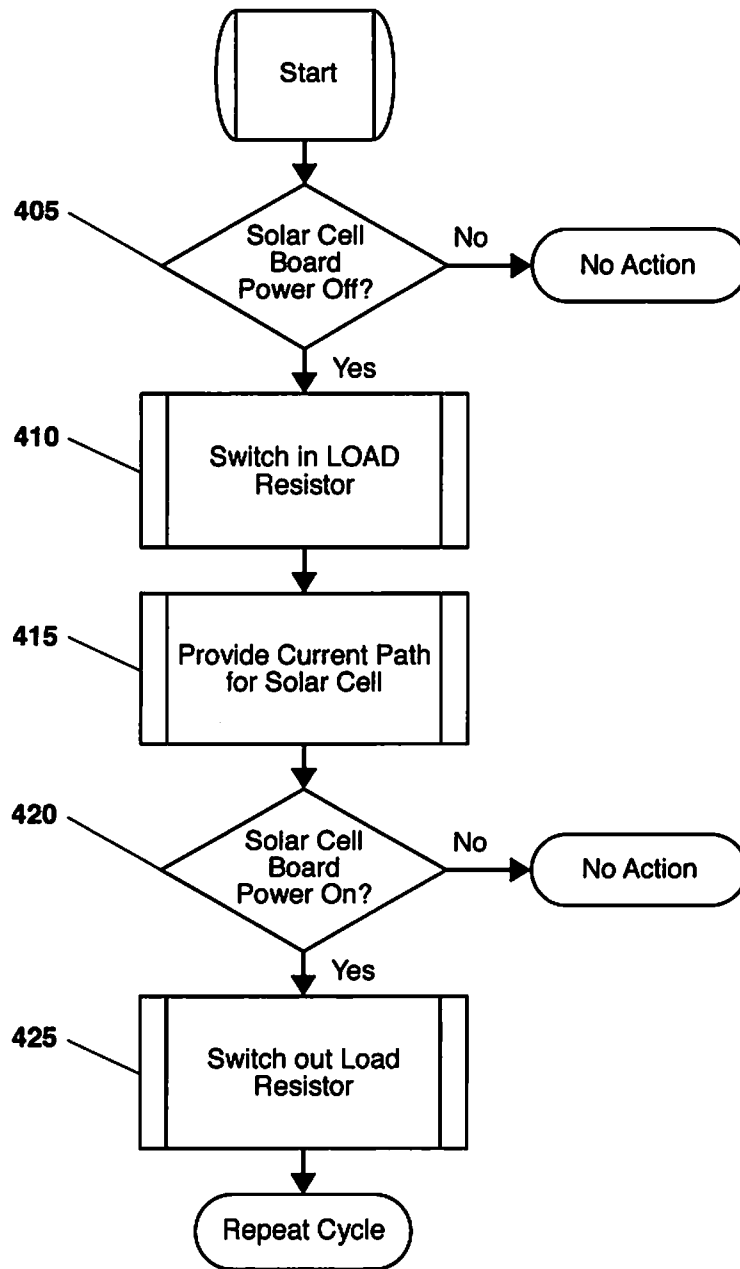 Start
405
Solar Cell
Board
Power Off?
No
No Action
Yes
410
Switch in LOAD
Resistor
415
Provide Current Path
for Solar Cell
420
Solar Cell
Board
Power On?
No
No Action
Yes
425
Switch out Load
Resistor
Repeat Cycle